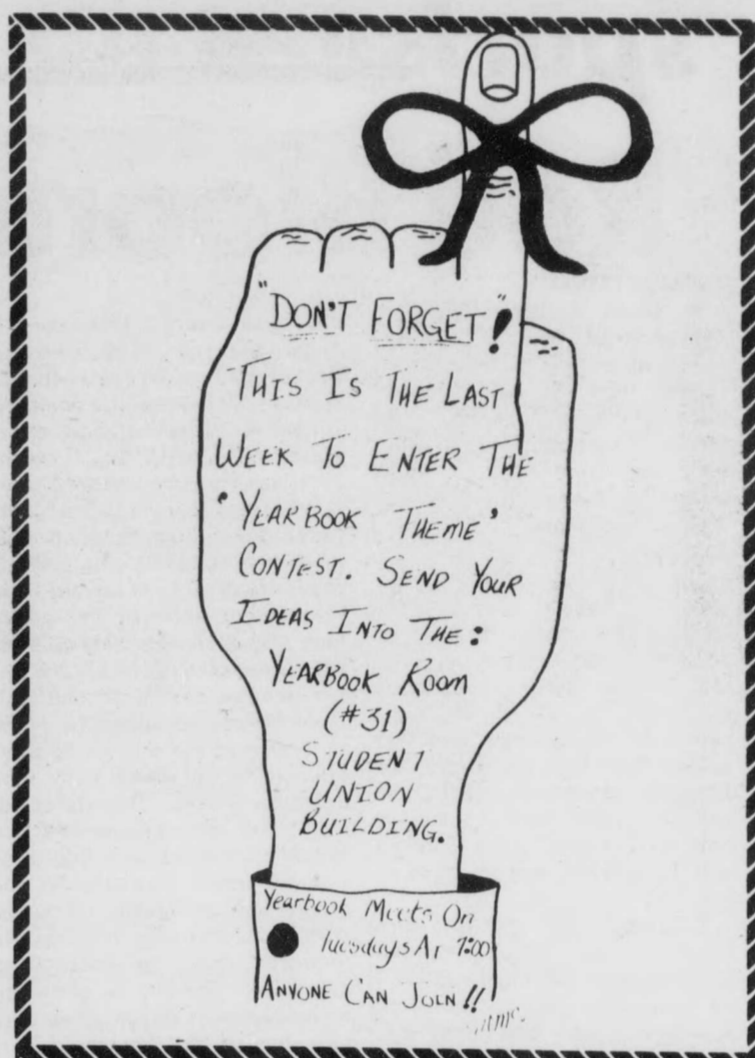 "DON'T FORGET"!
THIS IS THE LAST
WEEK TO ENTER THE
'YEARBOOK THEME'
CONTEST. SEND YOUR
IDEAS INTO THE:
YEARBOOK ROOM
(#31)
STUDENT
UNION
BUILDING.
Yearbook Meets On
Tuesdays At 7:00
ANYONE CAN JOIN!!